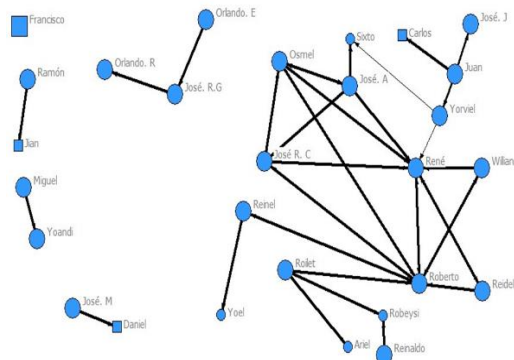 Francisco
Orlando. E
José. J
Sixto
Carlos
Osmel
Juan
Orlando. R
Ramón
José. A
José R.G
Yorviel
Jian
José R. C
René
Wilian
Miguel
Reinel
Yoandi
Roilet
Roberto
Reidel
José. M
Yoel
Robeysi
Daniel
Ariel
Reinaldo